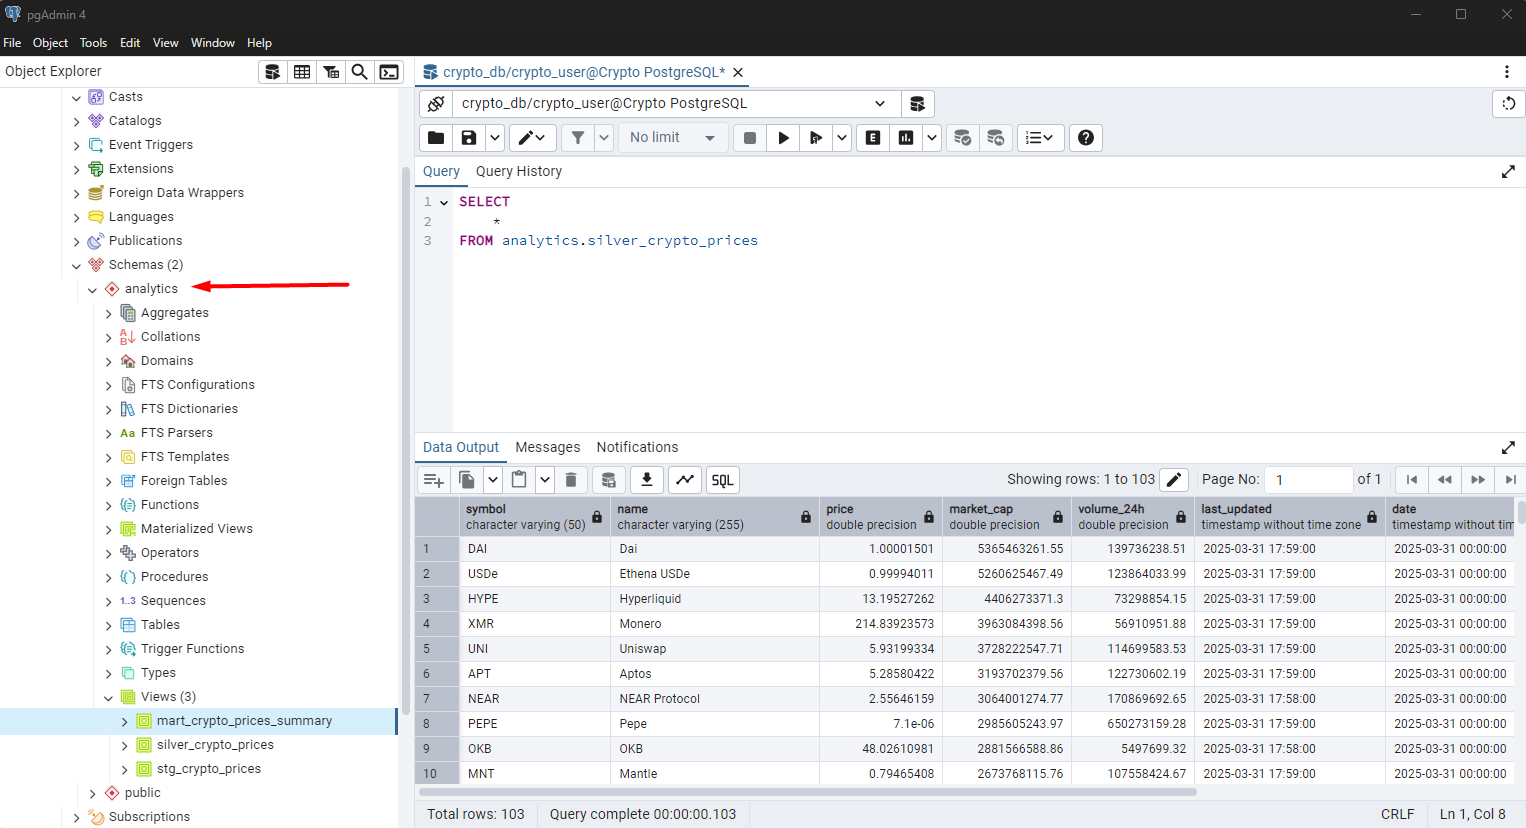 pgAdmin 4
File Object Tools Edit View Window Help
Object Explorer
Casts
Catalogs
Event Triggers
Extensions
Foreign Data Wrappers
Languages
Publications
Schemas (2)
analytics
Aggregates
Collations
Domains
FTS Configurations
FTS Dictionaries
Aa FTS Parsers
FTS Templates
Foreign Tables
Functions
Materialized Views
Operators
Procedures
1..3 Sequences
Tables
Trigger Functions
Types
Views (3)
mart_crypto_prices_summary
silver_crypto_prices
stg_crypto_prices
public
Subscriptions
crypto_db/crypto_user@Crypto PostgreSQL*
crypto_db/crypto_user@Crypto PostgreSQL
No limit E
Query Query History
1 SELECT
2 *
3 FROM analytics.silver_crypto_prices
Data Output Messages Notifications
SQL Showing rows: 1 to 103 Page No: 1 of 1
symbol name price market_cap volume_24h last_updated date
character varying (50) character varying (255) double precision double precision double precision timestamp without time zone timestamp without tim
1 DAI Dai 1.00001501 5365463261.55 139736238.51 2025-03-31 17:59:00 2025-03-31 00:00:00
2 USDe Ethena USDe 0.99994011 5260625467.49 123864033.99 2025-03-31 17:59:00 2025-03-31 00:00:00
3 HYPE Hyperliquid 13.19527262 4406273371.3 73298854.15 2025-03-31 17:59:00 2025-03-31 00:00:00
4 XMR Monero 214.83923573 3963084398.56 56910951.88 2025-03-31 17:59:00 2025-03-31 00:00:00
5 UNI Uniswap 5.93199334 3728222547.71 114699583.53 2025-03-31 17:59:00 2025-03-31 00:00:00
6 APT Aptos 5.28580422 3193702379.56 122730602.19 2025-03-31 17:59:00 2025-03-31 00:00:00
7 NEAR NEAR Protocol 2.55646159 3064001274.77 170869692.65 2025-03-31 17:58:00 2025-03-31 00:00:00
8 PEPE Pepe 7.1e-06 2985605243.97 650273159.28 2025-03-31 17:59:00 2025-03-31 00:00:00
9 OKB OKB 48.02610981 2881566588.86 5497699.32 2025-03-31 17:58:00 2025-03-31 00:00:00
10 MNT Mantle 0.79465408 2673768115.76 107558424.67 2025-03-31 17:59:00 2025-03-31 00:00:00
Total rows: 103 Query complete 00:00:00.103 CRLF Ln 1, Col 8